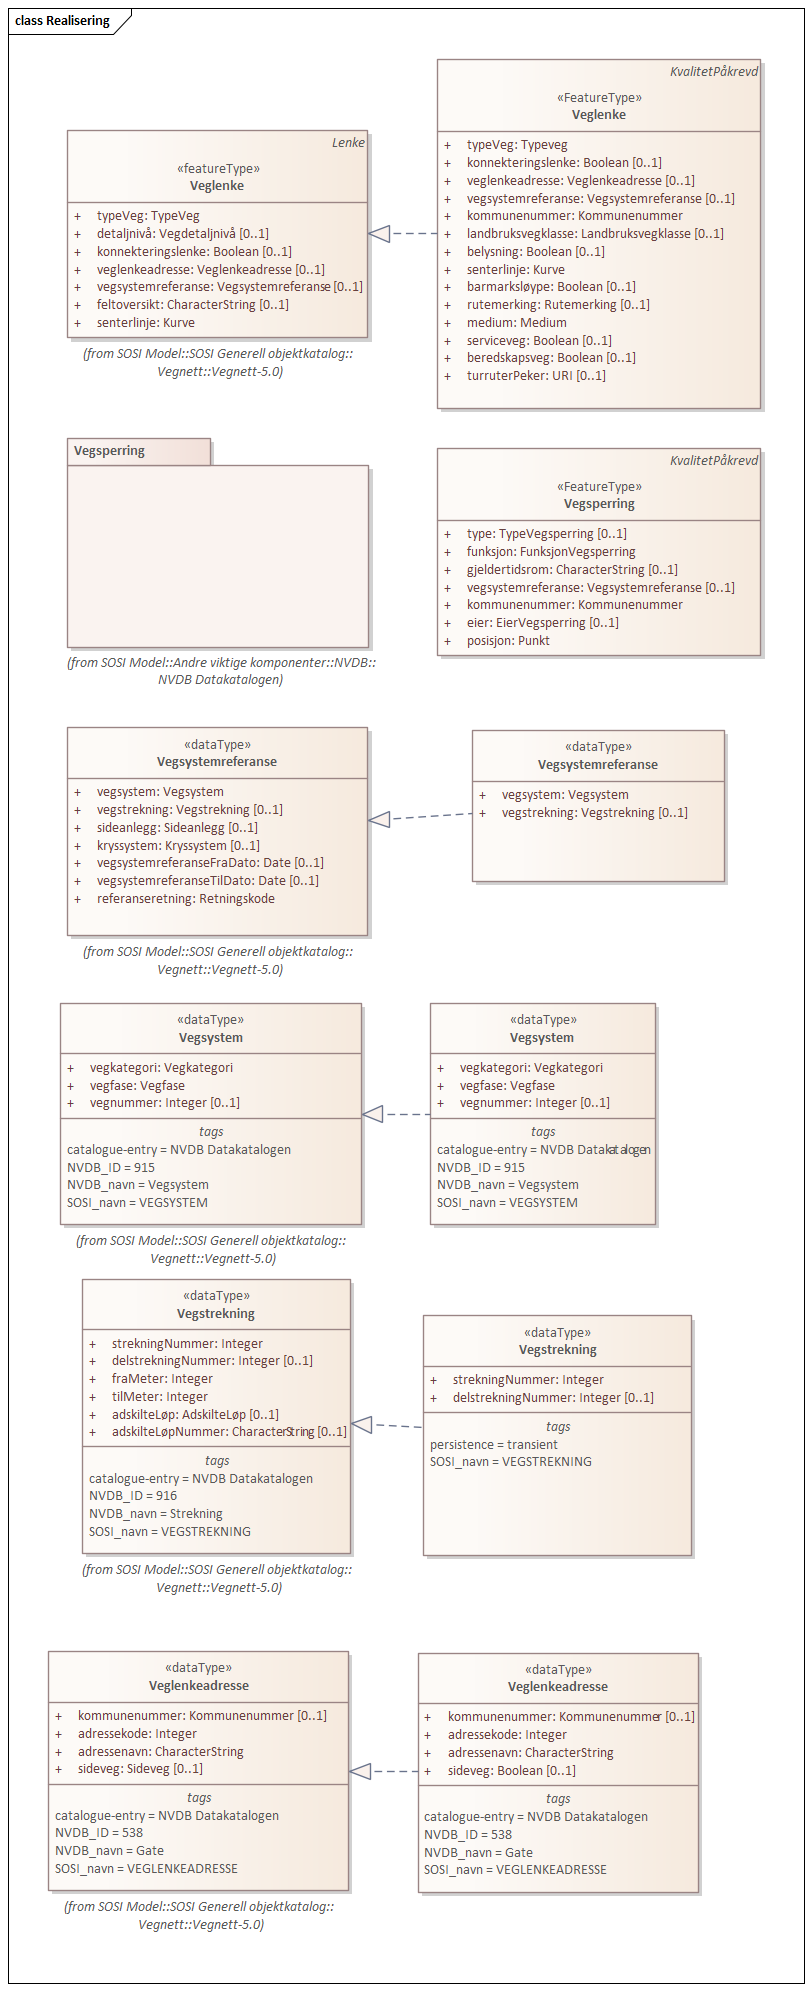 class Realisering
Lenke
«featureType»
Veglenke
+ typeVeg: TypeVeg
+ detaljnivå: Vegdetaljnivå [0..1]
+ konnekteringslenke: Boolean [0..1]
+ veglenkeadresse: Veglenkeadresse [0..1]
+ vegsystemreferanse: Vegsystemreferanse [0..1]
+ feltoversikt: CharacterString [0..1]
+ senterlinje: Kurve
(from SOSI Model::SOSI Generell objektkatalog::
Vegnett::Vegnett-5.0)
KvalitetPåkrevd
«FeatureType»
Veglenke
+ typeVeg: Typeveg
+ konnekteringslenke: Boolean [0..1]
+ veglenkeadresse: Veglenkeadresse [0..1]
+ vegsystemreferanse: Vegsystemreferanse [0..1]
+ kommunenummer: Kommunenummer
+ landbruksvegklasse: Landbruksvegklasse [0..1]
+ belysning: Boolean [0..1]
+ senterlinje: Kurve
+ barmarksløype: Boolean [0..1]
+ rutemerking: Rutemerking [0..1]
+ medium: Medium
+ serviceveg: Boolean [0..1]
+ beredskapsveg: Boolean [0..1]
+ turruterPeker: URI [0..1]
Vegsperring
(from SOSI Model::Andre viktige komponenter::NVDB::
NVDB Datakatalogen)
KvalitetPåkrevd
«FeatureType»
Vegsperring
+ type: TypeVegsperring [0..1]
+ funksjon: FunksjonVegsperring
+ gjeldertidsrom: CharacterString [0..1]
+ vegsystemreferanse: Vegsystemreferanse [0..1]
+ kommunenummer: Kommunenummer
+ eier: EierVegsperring [0..1]
+ posisjon: Punkt
«dataType»
Vegsystemreferanse
+ vegsystem: Vegsystem
+ vegstrekning: Vegstrekning [0..1]
+ sideanlegg: Sideanlegg [0..1]
+ kryssystem: Kryssystem [0..1]
+ vegsystemreferanseFraDato: Date [0..1]
+ vegsystemreferanseTilDato: Date [0..1]
+ referanseretning: Retningskode
(from SOSI Model::SOSI Generell objektkatalog::
Vegnett::Vegnett-5.0)
«dataType»
Vegsystemreferanse
+ vegsystem: Vegsystem
+ vegstrekning: Vegstrekning [0..1]
«dataType»
Vegsystem
+ vegkategori: Vegkategori
+ vegfase: Vegfase
+ vegnummer: Integer [0..1]
tags
catalogue-entry = NVDB Datakatalogen
NVDB_ID = 915
NVDB_navn = Vegsystem
SOSI_navn = VEGSYSTEM
(from SOSI Model::SOSI Generell objektkatalog::
Vegnett::Vegnett-5.0)
«dataType»
Vegsystem
+ vegkategori: Vegkategori
+ vegfase: Vegfase
+ vegnummer: Integer [0..1]
tags
catalogue-entry = NVDB Datakatalogen
NVDB_ID = 915
NVDB_navn = Vegsystem
SOSI_navn = VEGSYSTEM
«dataType»
Vegstrekning
+ strekningNummer: Integer
+ delstrekningNummer: Integer [0..1]
+ fraMeter: Integer
+ tilMeter: Integer
+ adskilteLøp: AdskilteLøp [0..1]
+ adskilteLøpNummer: CharacterString [0..1]
tags
catalogue-entry = NVDB Datakatalogen
NVDB_ID = 916
NVDB_navn = Strekning
SOSI_navn = VEGSTREKNING
(from SOSI Model::SOSI Generell objektkatalog::
Vegnett::Vegnett-5.0)
«dataType»
Vegstrekning
+ strekningNummer: Integer
+ delstrekningNummer: Integer [0..1]
tags
persistence = transient
SOSI_navn = VEGSTREKNING
«dataType»
Veglenkeadresse
+ kommunenummer: Kommunenummer [0..1]
+ adressekode: Integer
+ adressenavn: CharacterString
+ sideveg: Sideveg [0..1]
tags
catalogue-entry = NVDB Datakatalogen
NVDB_ID = 538
NVDB_navn = Gate
SOSI_navn = VEGLENKEADRESSE
(from SOSI Model::SOSI Generell objektkatalog::
Vegnett::Vegnett-5.0)
«dataType»
Veglenkeadresse
+ kommunenummer: Kommunenummer [0..1]
+ adressekode: Integer
+ adressenavn: CharacterString
+ sideveg: Boolean [0..1]
tags
catalogue-entry = NVDB Datakatalogen
NVDB_ID = 538
NVDB_navn = Gate
SOSI_navn = VEGLENKEADRESSE